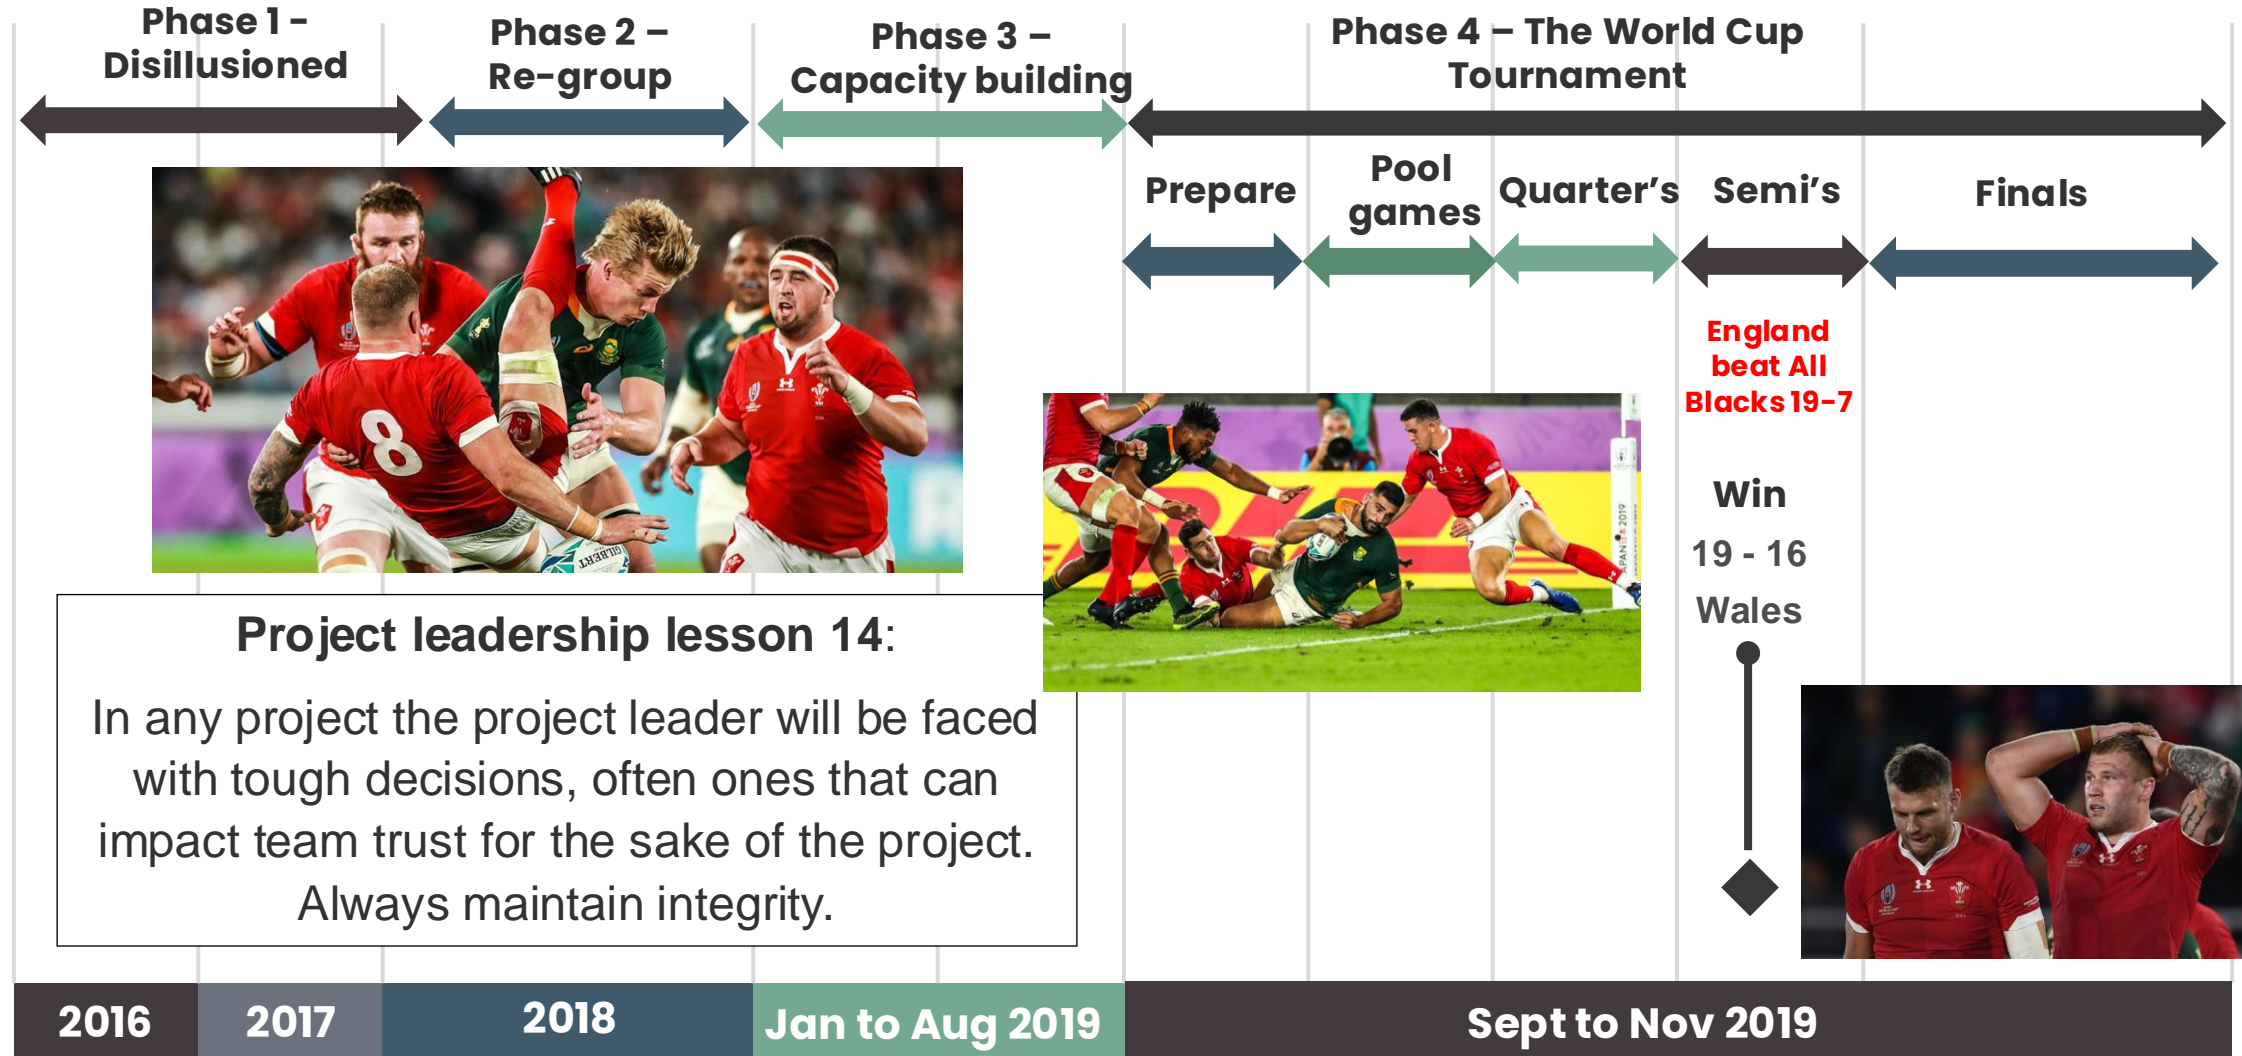 Phase 1 -
Disillusioned
Phase 2 –
Re-group
Phase 3 –
Capacity building
Phase 4 – The World Cup
Tournament
Prepare
Pool
games
Quarter’s
Semi’s
Finals
England
beat All
Blacks 19-7
Win
19 - 16
Wales
8
GILBERT
Project leadership lesson 14:
In any project the project leader will be faced
with tough decisions, often ones that can
impact team trust for the sake of the project.
Always maintain integrity.
2016
2017
2018
Jan to Aug 2019
Sept to Nov 2019